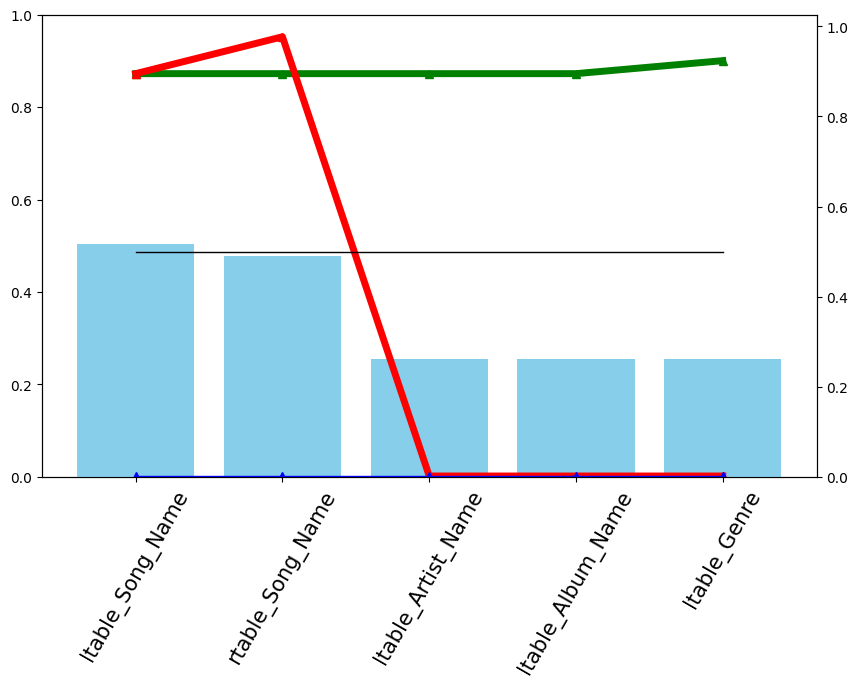 1.0
0.8
0.6
0.4
0.2
0.0
1.0
0.8
0.6
0.4
0.2
0.0
ltable_Song_Name
rtable_Song_Name
ltable_Artist_Name
ltable_Album_Name
ltable_Genre